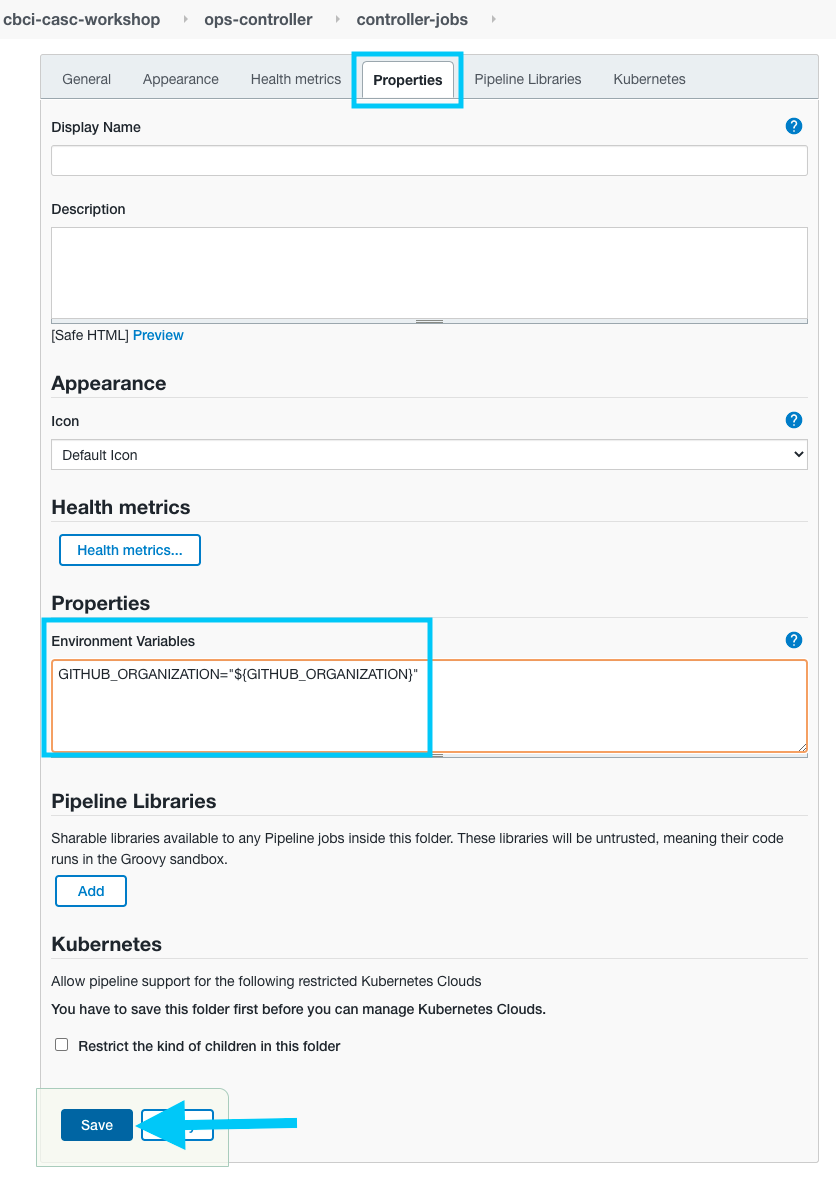 cbci-casc-workshop ops-controller controller-jobs
General Appearance Health metrics Properties Pipeline Libraries Kubernetes
Display Name
?
Description
[Safe HTML] Preview
Appearance
Icon
?
Default Icon
Health metrics
Health metrics...
Properties
Environment Variables
?
GITHUB_ORGANIZATION="${GITHUB_ORGANIZATION}"
Pipeline Libraries
Sharable libraries available to any Pipeline jobs inside this folder. These libraries will be untrusted, meaning their code
runs in the Groovy sandbox.
Add
Kubernetes
Allow pipeline support for the following restricted Kubernetes Clouds
You have to save this folder first before you can manage Kubernetes Clouds.
Restrict the kind of children in this folder
Save